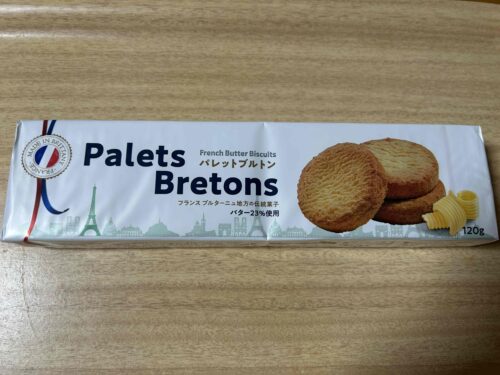 MADE IN BRITTANY
FRANCE
French Butter Biscuits
Palets
パレットブルトン
Bretons
フランス ブルターニュ地方の伝統菓子
バター23%使用
120g